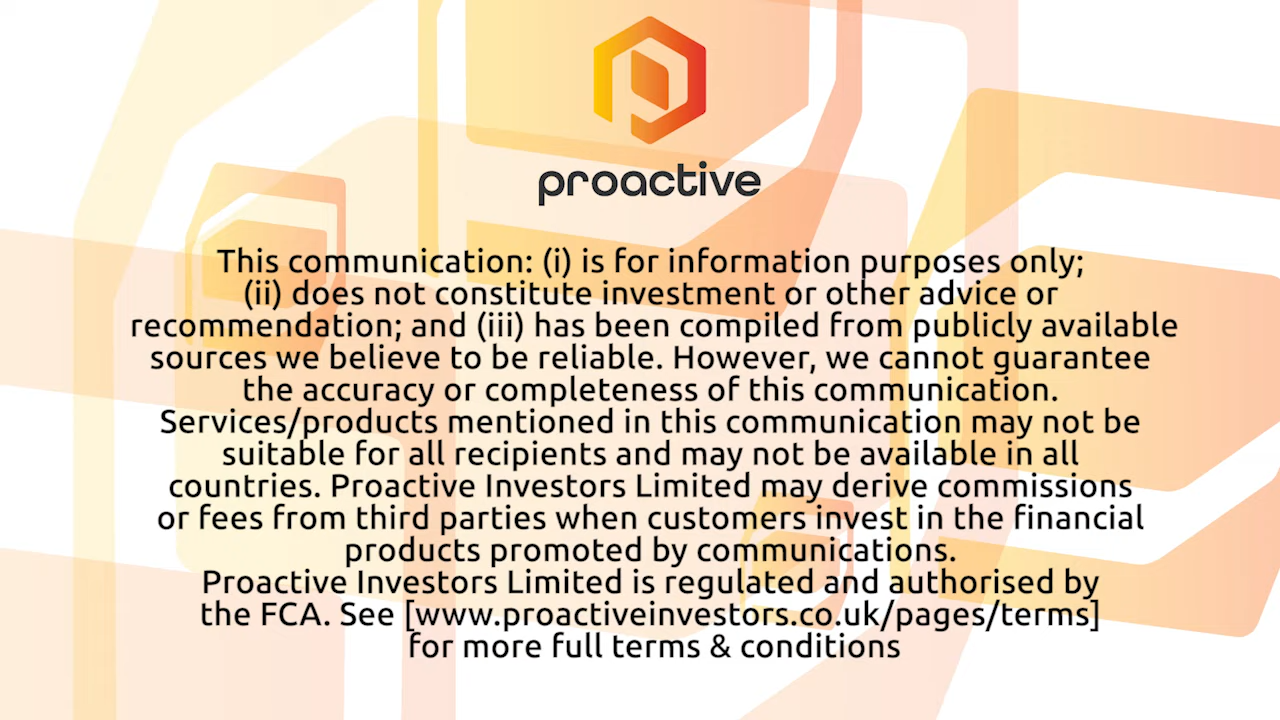 proactive
This communication: (i) is for information purposes only;
(ii) does not constitute investment or other advice or
recommendation; and (iii) has been compiled from publicly available
sources we believe to be reliable. However, we cannot guarantee
the accuracy or completeness of this communication.
Services/products mentioned in this communication may not be
suitable for all recipients and may not be available in all
countries. Proactive Investors Limited may derive commissions
or fees from third parties when customers invest in the financial
products promoted by communications.
Proactive Investors Limited is regulated and authorised by
the FCA. See [www.proactiveinvestors.co.uk/pages/terms]
for more full terms & conditions